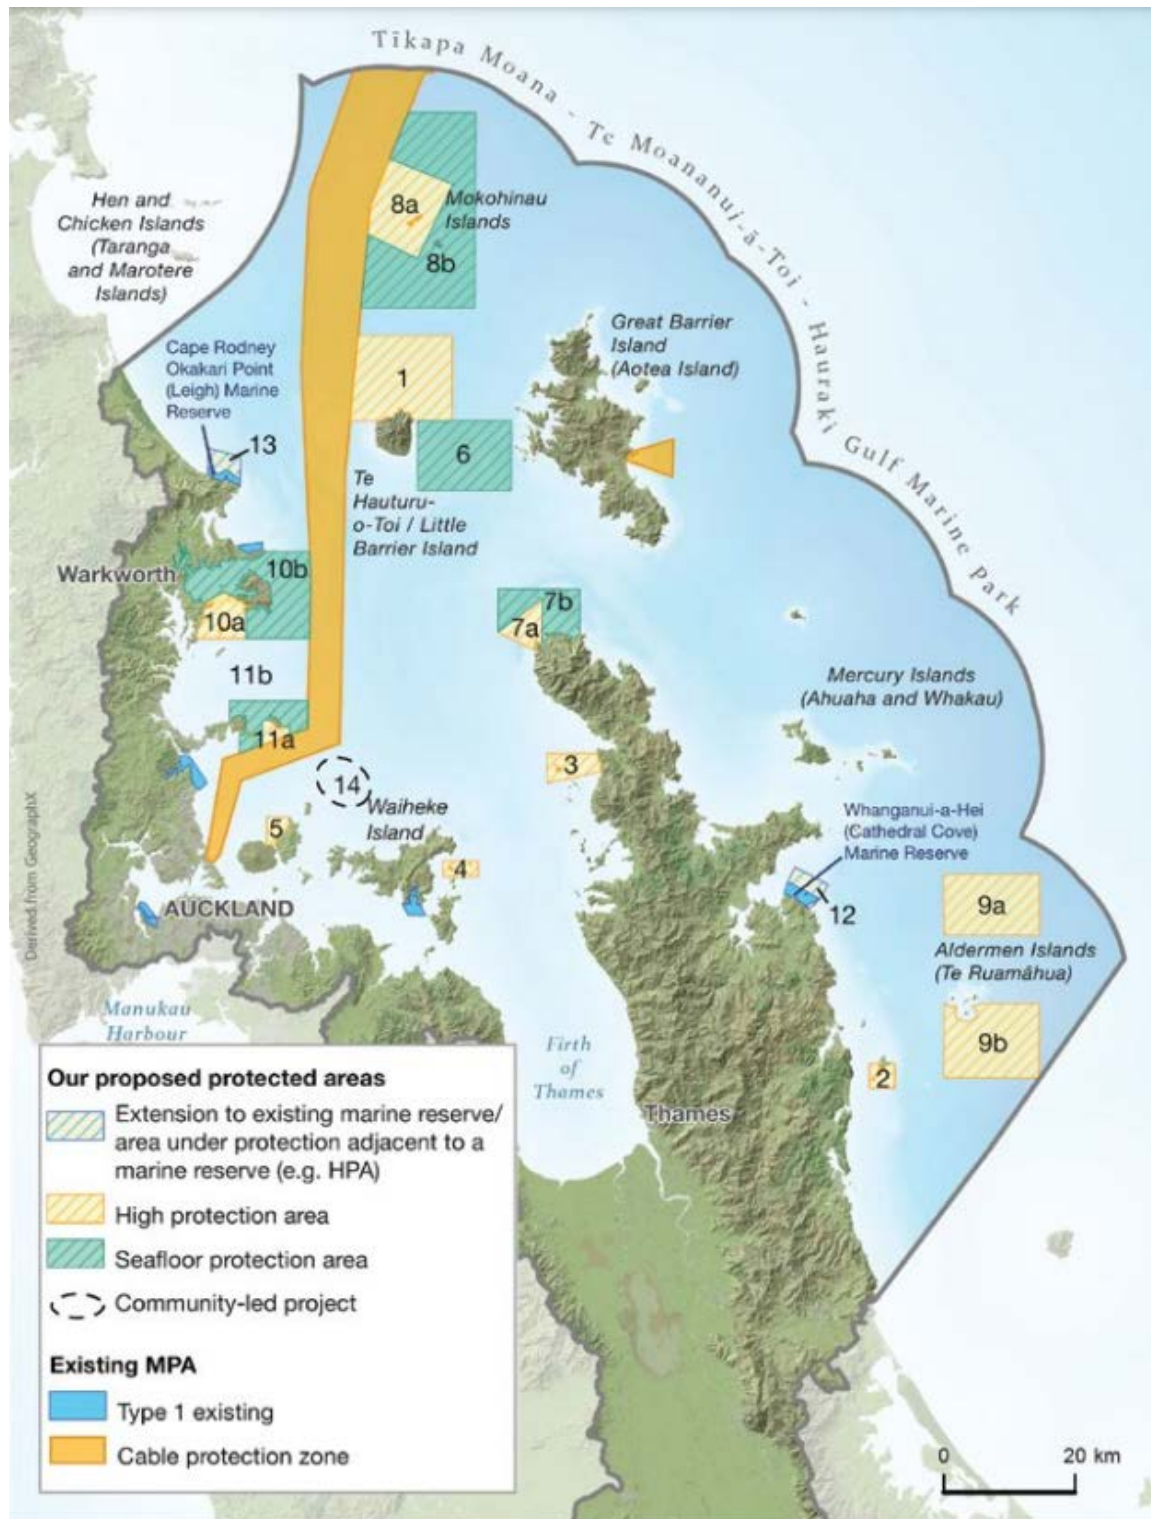 Tīkapa Moana - Te Moananui-ā-Toi - Hauraki Gulf Marine Park
Hen and
Chicken Islands
(Taranga
and Marotere
Islands)
8a
Mokohinau
Islands
8b
Great Barrier
Island
(Aotea Island)
Cape Rodney
Okakari Point
(Leigh) Marine
Reserve
1
13
6
Te
Hauturu-
o-Toi / Little
Barrier Island
Warkworth
10b
10a
7b
7a
11b
Mercury Islands
(Ahuaha and Whakau)
11a
3
14
Waiheke
Island
Whanganui-a-Hei
(Cathedral Cove)
Marine Reserve
5
4
Derived from GeographX
AUCKLAND
12
9a
Aldermen Islands
(Te Ruamāhua)
Manukau
Harbour
9b
Firth
of
Thames
2
Thames
Our proposed protected areas
Extension to existing marine reserve/
area under protection adjacent to a
marine reserve (e.g. HPA)
High protection area
Seafloor protection area
Community-led project
Existing MPA
Type 1 existing
Cable protection zone
0 20 km